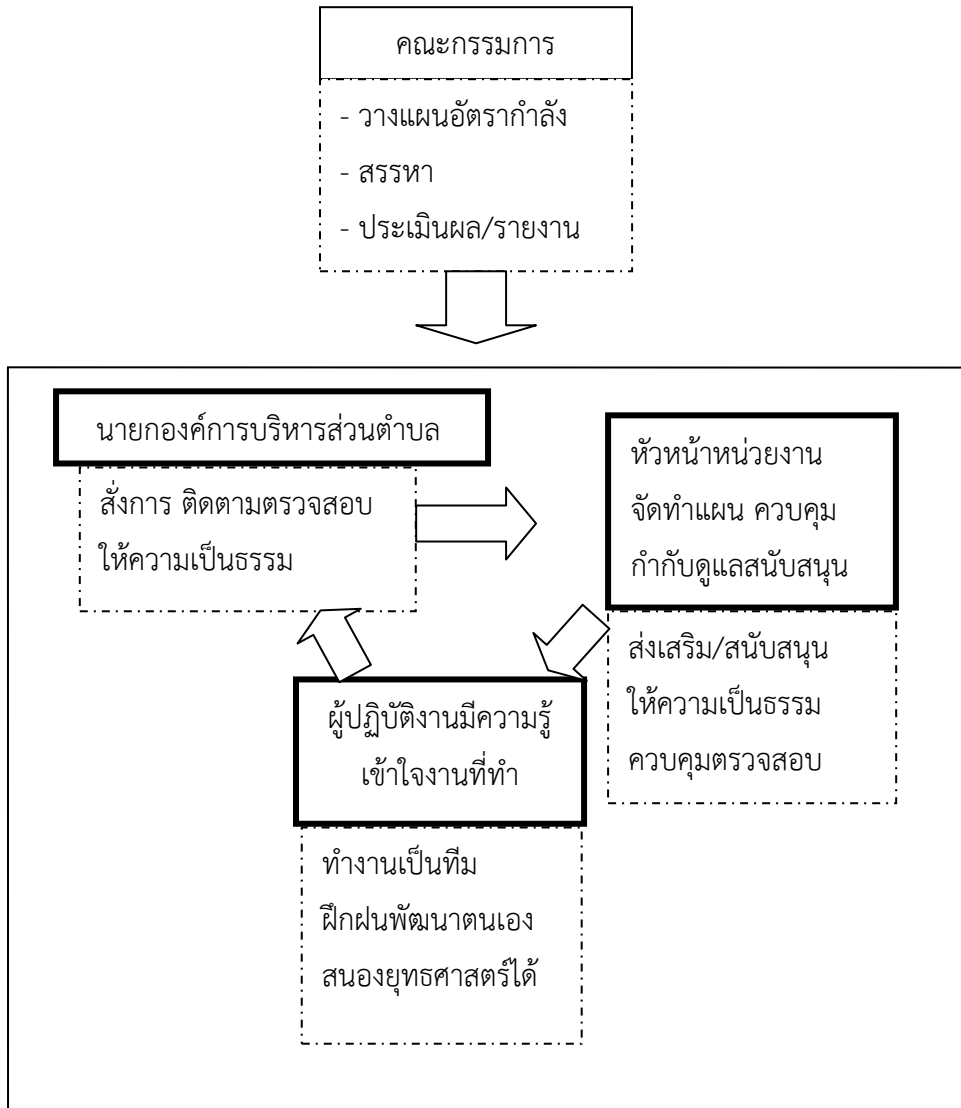 คณะกรรมการ
- วางแผนอัตรากำลัง
- สรรหา
- ประเมินผล/รายงาน
นายกองค์การบริหารส่วนตำบล
สั่งการ ติดตามตรวจสอบ
ให้ความเป็นธรรม
หัวหน้าหน่วยงาน
จัดทำแผน ควบคุม
กำกับดูแลสนับสนุน
ส่งเสริม/สนับสนุน
ให้ความเป็นธรรม
ควบคุมตรวจสอบ
ผู้ปฏิบัติงานมีความรู้
เข้าใจงานที่ทำ
ทำงานเป็นทีม
ฝึกฝนพัฒนาตนเอง
สนองยุทธศาสตร์ได้